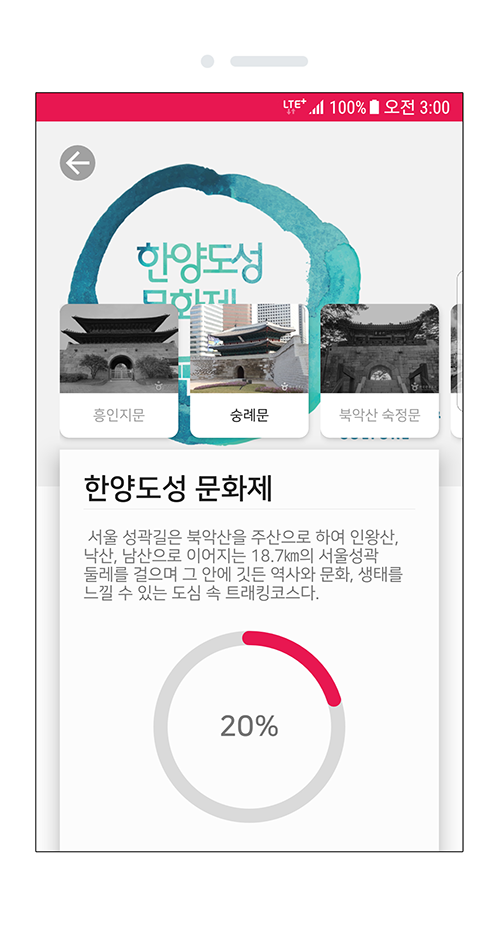 LTE+ 100% 오전 3:00
한양도성
문화제
흥인지문
숭례문
북악산 숙정문
한양도성 문화제
서울 성곽길은 북악산을 주산으로 하여 인왕산,
낙산, 남산으로 이어지는 18.7㎞의 서울성곽
둘레를 걸으며 그 안에 깃든 역사와 문화, 생태를
느낄 수 있는 도심 속 트래킹코스다.
20%